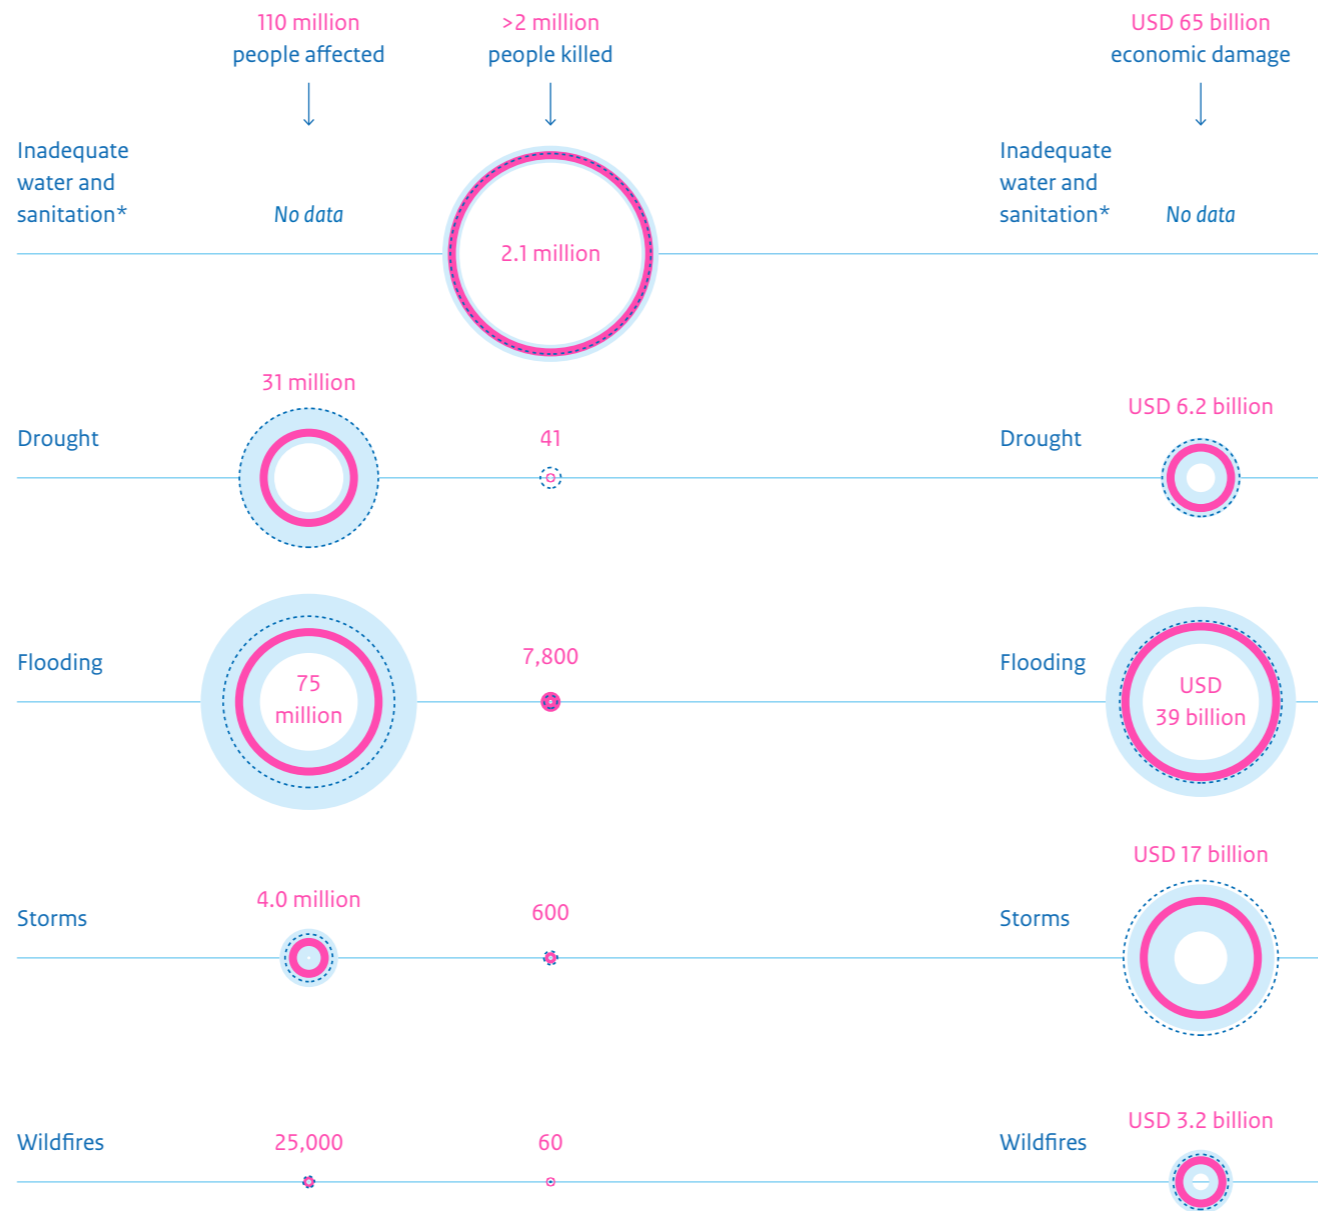 110 million
people affected
>2 million
people killed
USD 65 billion
economic damage
Inadequate
water and
sanitation*
No data
2.1 million
Inadequate
water and
sanitation*
No data
Drought
31 million
41
Drought
USD 6.2 billion
Flooding
75
million
7,800
Flooding
USD
39 billion
Storms
4.0 million
600
Storms
USD 17 billion
Wildfires
25,000
60
Wildfires
USD 3.2 billion